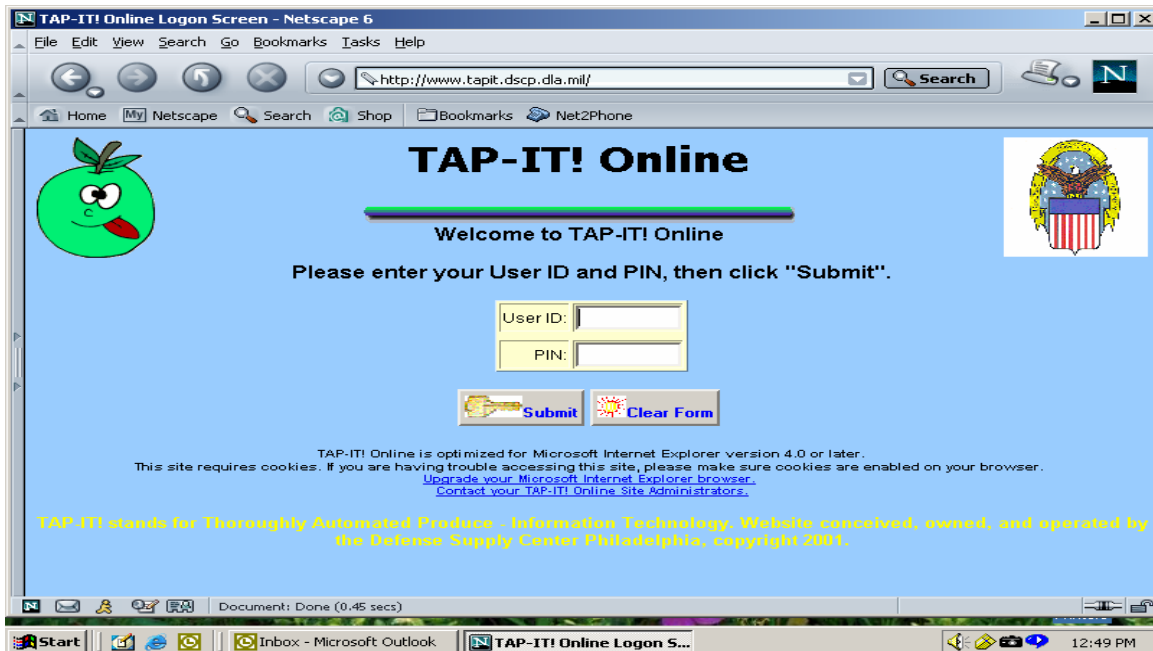 TAP-IT! Online Logon Screen - Netscape 6
File Edit View Search Go Bookmarks Tasks Help
http://www.tapit.dscp.dla.mil/ Search N
Home My Netscape Search Shop Bookmarks Net2Phone
TAP-IT! Online
Welcome to TAP-IT! Online
Please enter your User ID and PIN, then click "Submit".
User ID:
PIN:
Submit Clear Form
TAP-IT! Online is optimized for Microsoft Internet Explorer version 4.0 or later.
This site requires cookies. If you are having trouble accessing this site, please make sure cookies are enabled on your browser.
Upgrade your Microsoft Internet Explorer browser.
Contact your TAP-IT! Online Site Administrators.
TAP-IT! stands for Thoroughly Automated Produce - Information Technology. Website conceived, owned, and operated by
the Defense Supply Center Philadelphia, copyright 2001.
Document: Done (0.45 secs)
Start Inbox - Microsoft Outlook TAP-IT! Online Logon S... 12:49 PM